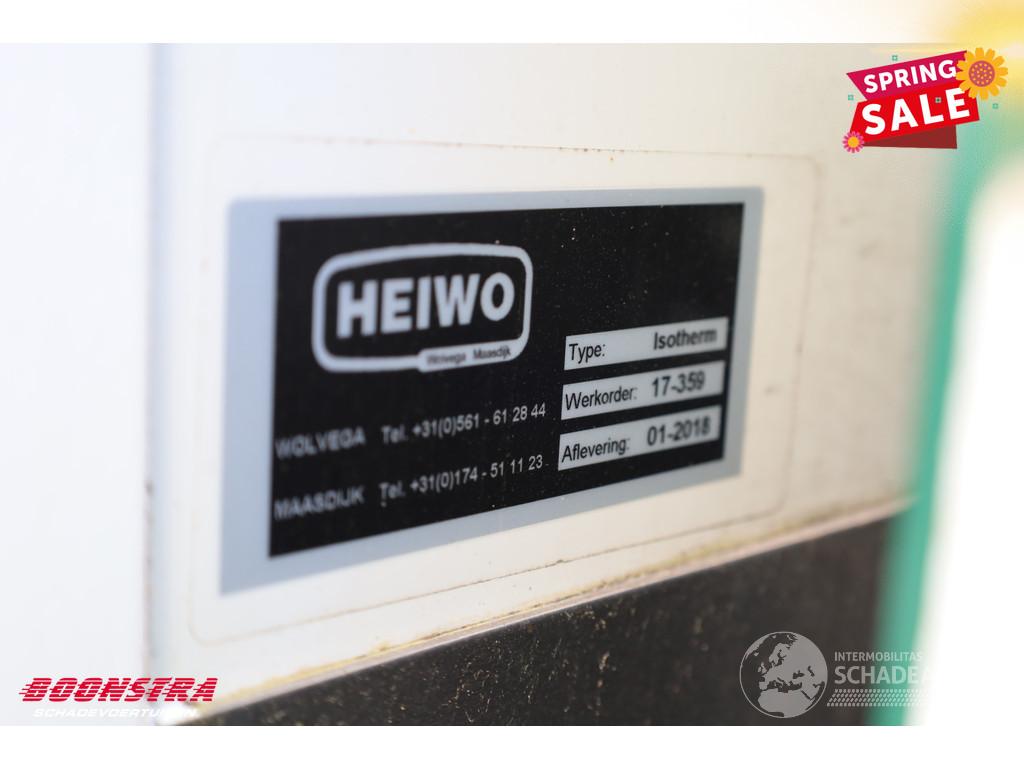 SPRING
SALE
HEIWO
Wolvega Maasdijk
Type: Isotherm
Werkorder: 17-359
Aflevering: 01-2018
WOLVEGA Tel. +31(0)561 - 61 28 44
MAASDIJK Tel. +31(0)174 - 51 11 23
INTERMOBILITAS
BOONSTRA
SCHADEVOERTUIGEN